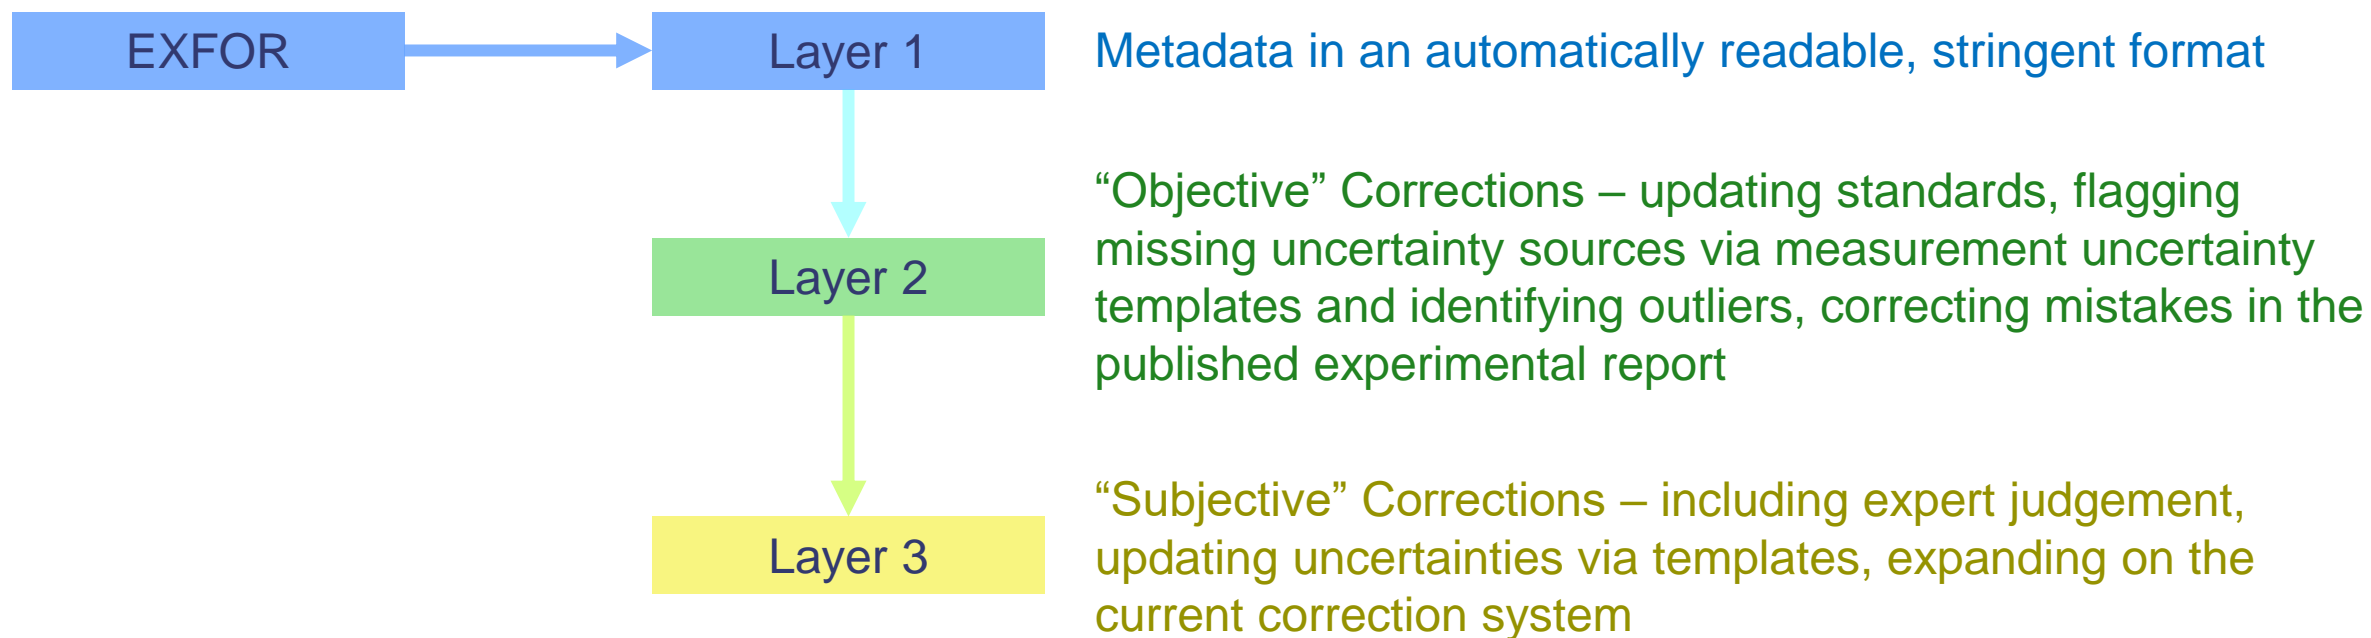 EXFOR
Layer 1
Metadata in an automatically readable, stringent format
“Objective” Corrections – updating standards, flagging
missing uncertainty sources via measurement uncertainty
templates and identifying outliers, correcting mistakes in the
published experimental report
Layer 2
“Subjective” Corrections – including expert judgement,
updating uncertainties via templates, expanding on the
current correction system
Layer 3